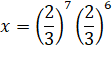 x = (2/3)^7 (2/3)^6